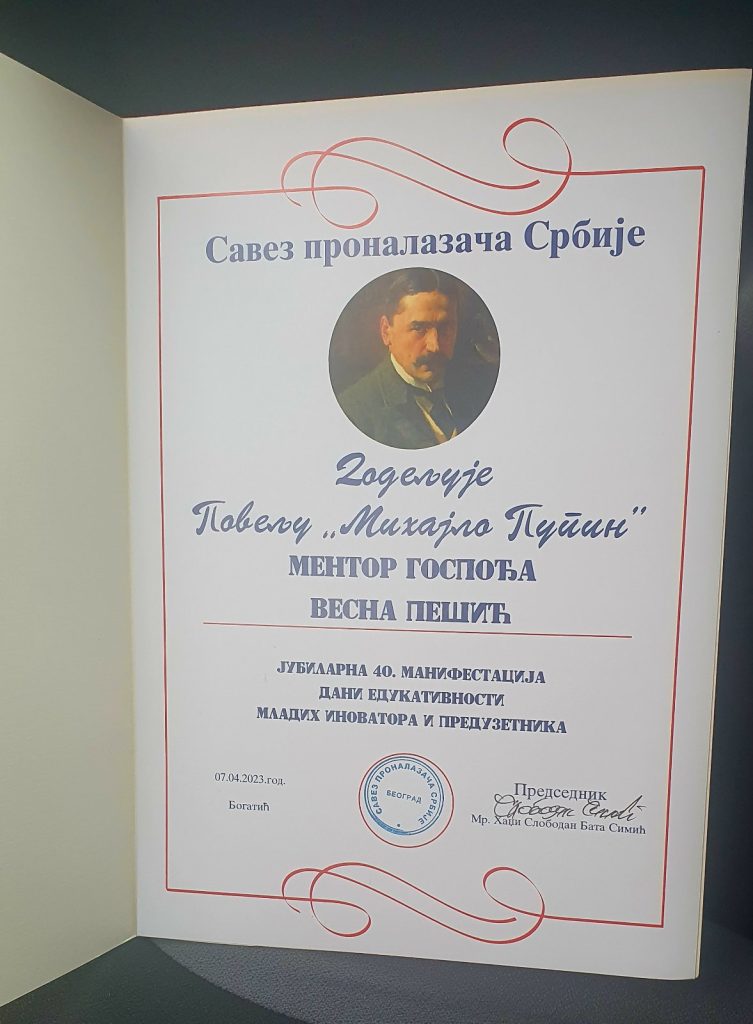 Савез проналазача Србије
Додељује
Повељу „Михајло Пупин”
МЕНТОР ГОСПОЂА
ВЕСНА ПЕШИЋ
ЈУБИЛАРНА 40. МАНИФЕСТАЦИЈА
ДАНИ ЕДУКАТИВНОСТИ
МЛАДИХ ИНОВАТОРА И ПРЕДУЗЕТНИКА
07.04.2023.год.
Богатић
САВЕЗ ПРОНАЛАЗАЧА СРБИЈЕ
БЕОГРАД
Председник
Мр. Хаџи Слободан Бата Симић